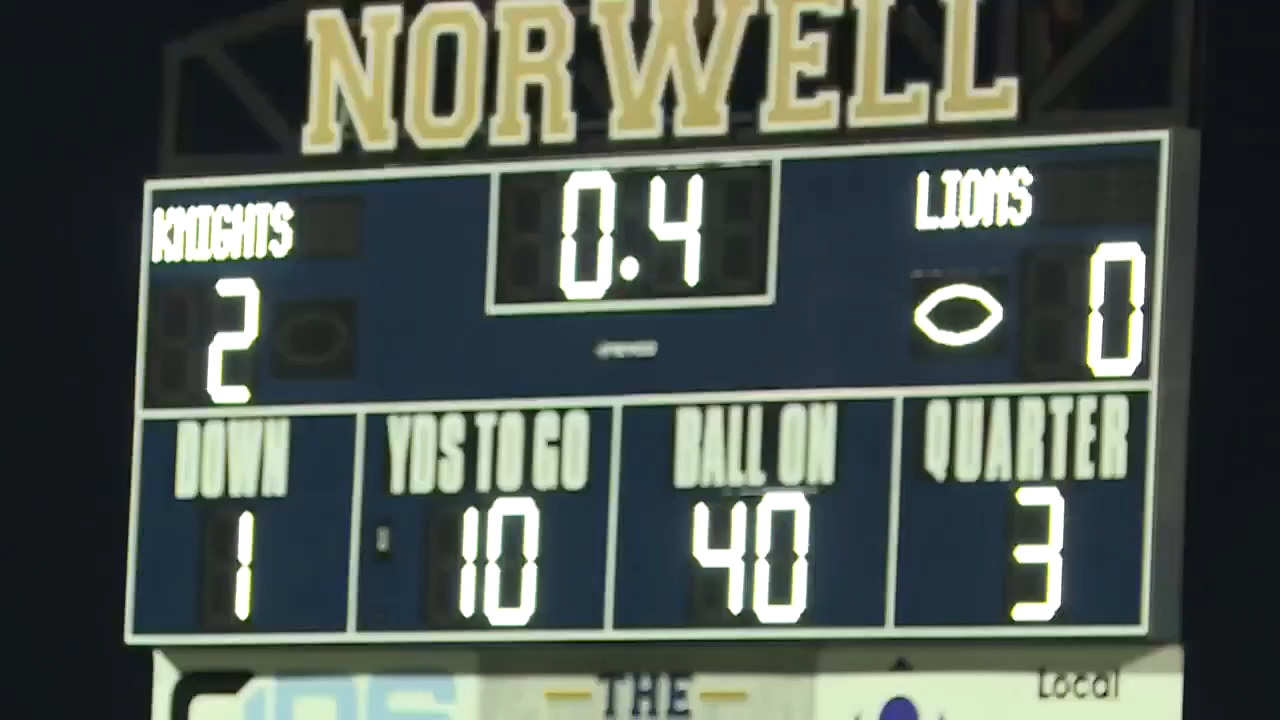 NORWELL
KNIGHTS
0.4
LIONS
2
0
DOWN
YDS TO GO
BALL ON
QUARTER
1
10
40
3
THE
Local